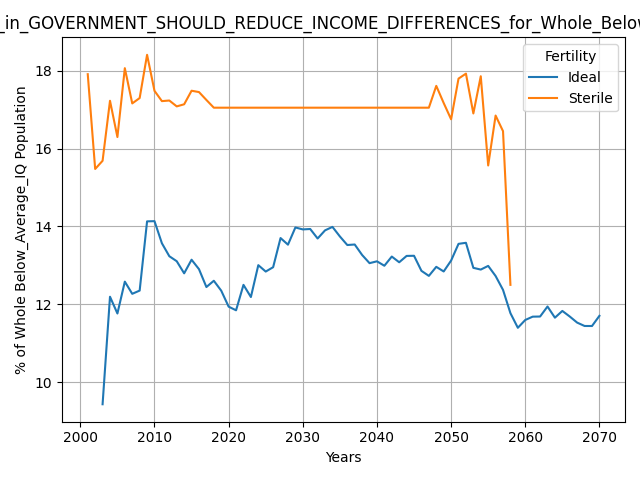 _in_GOVERNMENT_SHOULD_REDUCE_INCOME_DIFFERENCES_for_Whole_Below
Fertility
Ideal
Sterile
% of Whole Below_Average_IQ Population
18
16
14
12
10
2000 2010 2020 2030 2040 2050 2060 2070
Years